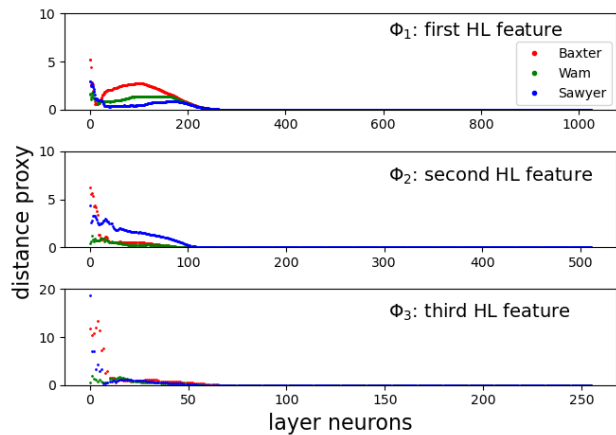 10
5
0
Φ1: first HL feature
Baxter
Wam
Sawyer
0 200 400 600 800 1000
distance proxy
10
5
0
Φ2: second HL feature
0 100 200 300 400 500
20
10
0
Φ3: third HL feature
0 50 100 150 200 250
layer neurons